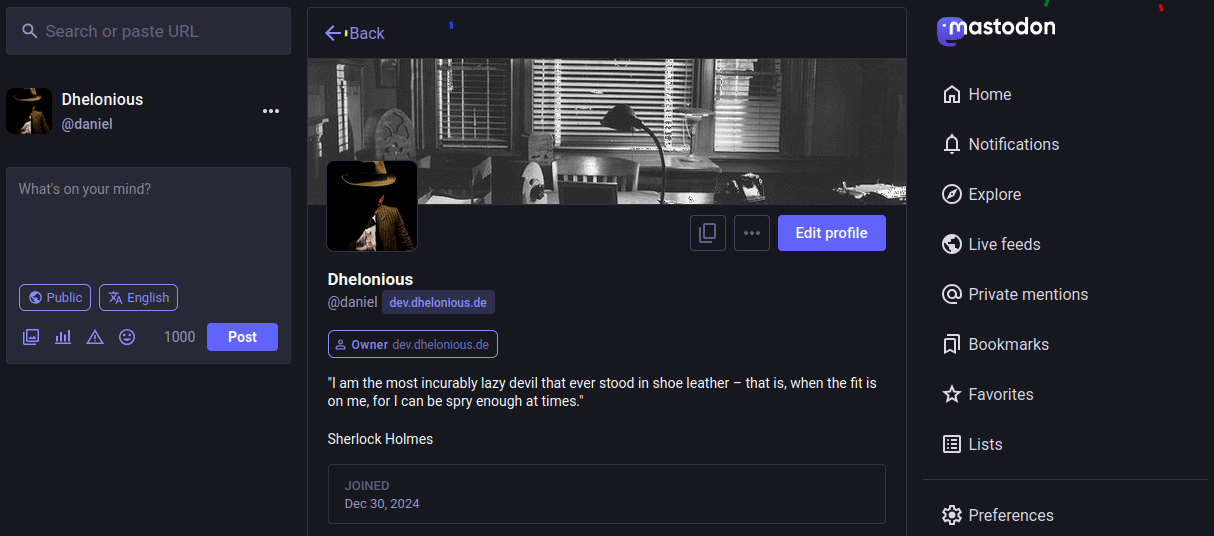 Search or paste URL
Dhelonious
@daniel
What's on your mind?
Public
English
1000
Post
Back
Edit profile
Dhelonious
@daniel dev.dhelonious.de
Owner dev.dhelonious.de
"I am the most incurably lazy devil that ever stood in shoe leather – that is, when the fit is
on me, for I can be spry enough at times."
Sherlock Holmes
JOINED
Dec 30, 2024
mastodon
Home
Notifications
Explore
Live feeds
Private mentions
Bookmarks
Favorites
Lists
Preferences